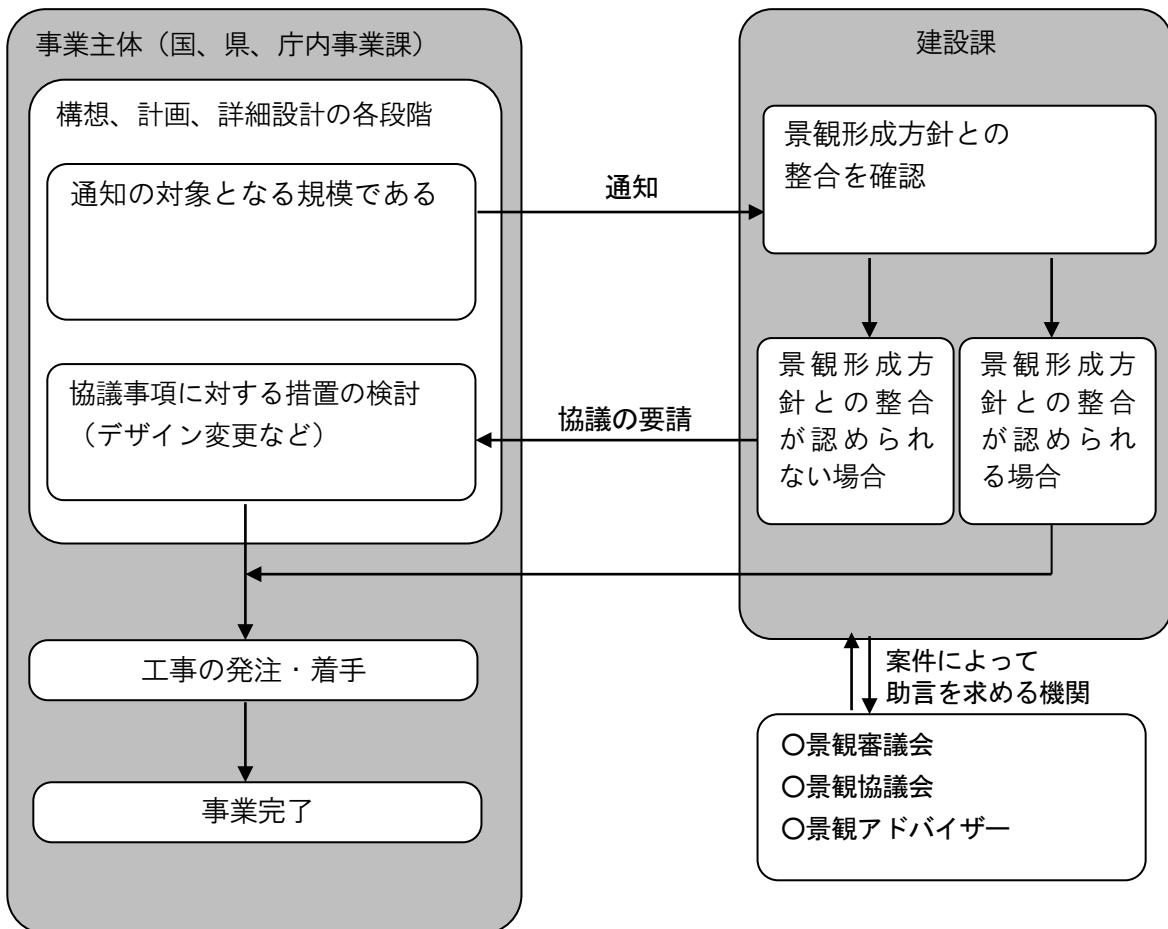 事業主体（国、県、庁内事業課）
構想、計画、詳細設計の各段階
通知の対象となる規模である
協議事項に対する措置の検討
（デザイン変更など）
工事の発注・着手
事業完了
通知
協議の要請
建設課
景観形成方針との
整合を確認
景観形成方
針との整合
が認められ
ない場合
景観形成方
針との整合
が認められ
る場合
案件によって
助言を求める機関
〇景観審議会
〇景観協議会
〇景観アドバイザー